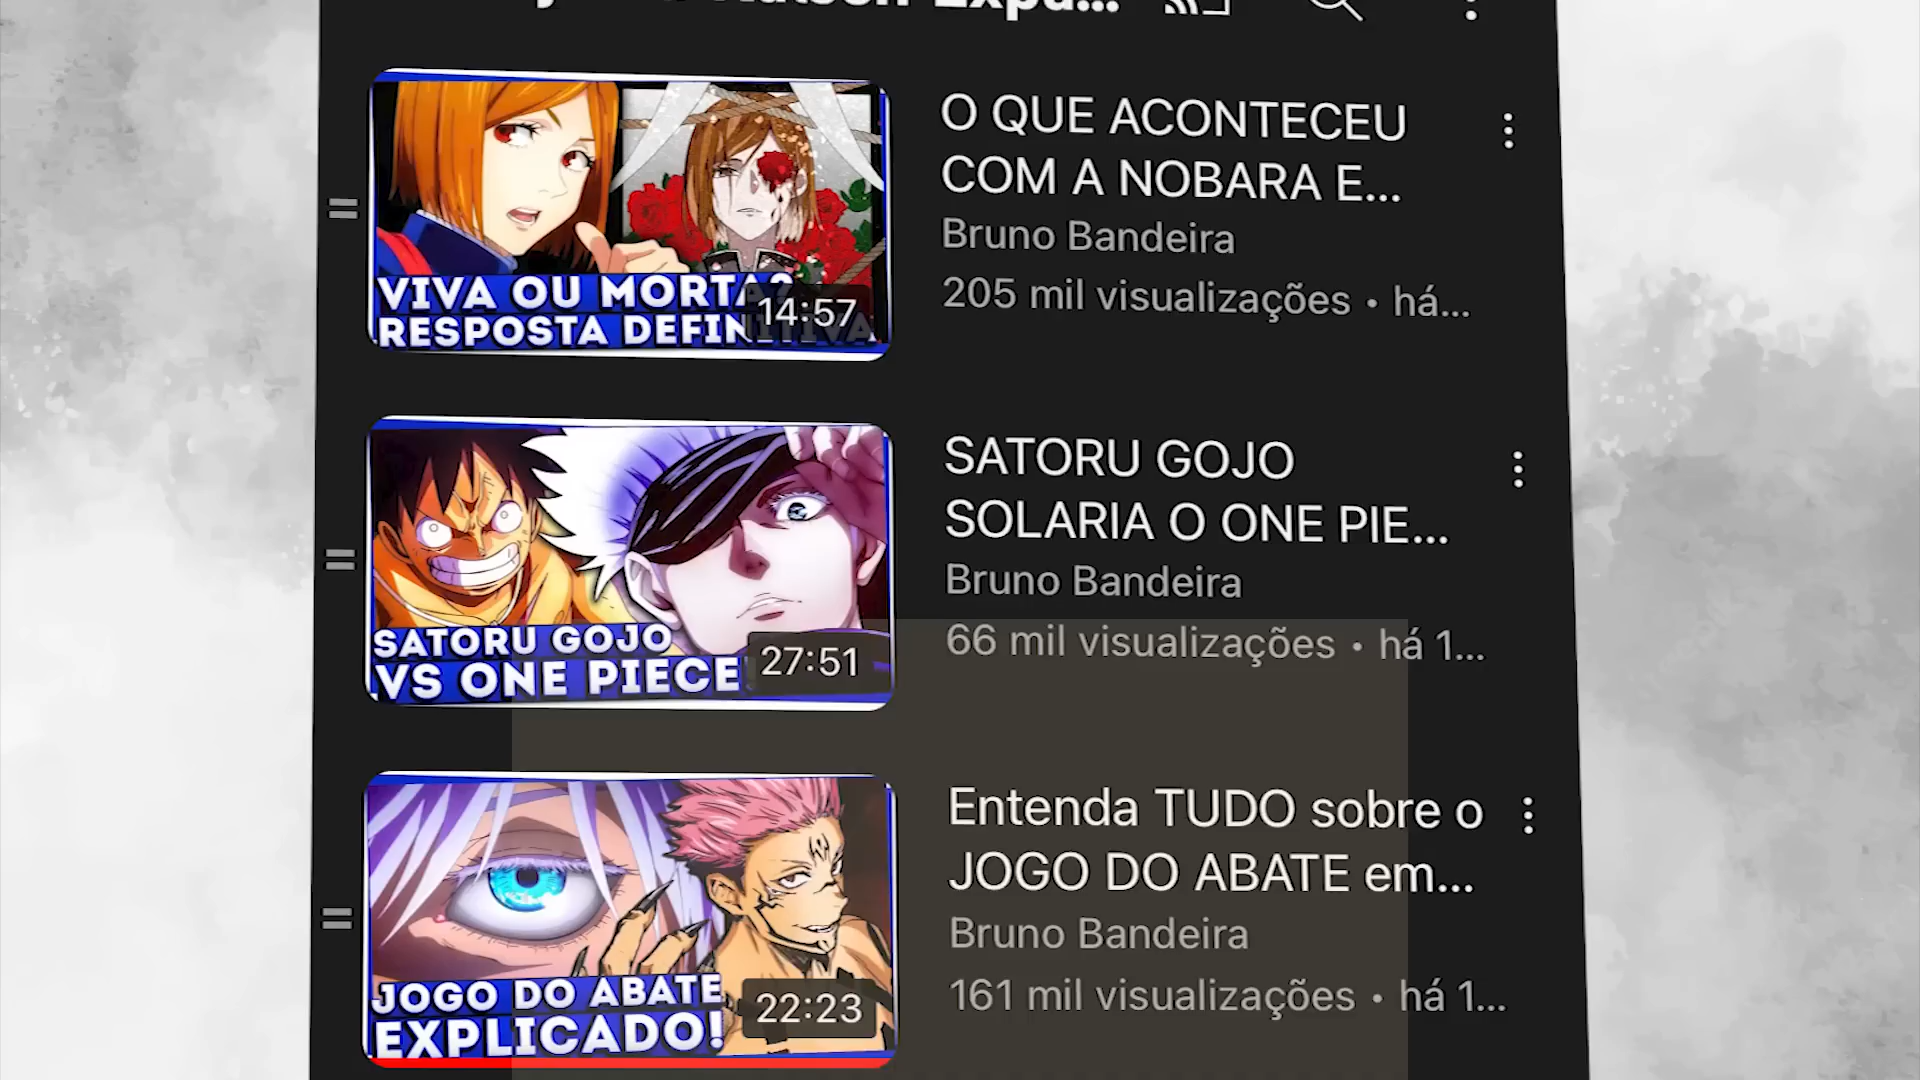 O QUE ACONTECEU
COM A NOBARA E...
Bruno Bandeira
205 mil visualizações • há...
VIVA OU MORTA?
RESPOSTA DEFINITIVA
14:57
SATORU GOJO
SOLARIA O ONE PIE...
Bruno Bandeira
66 mil visualizações • há 1...
SATORU GOJO
VS ONE PIECE
27:51
Entenda TUDO sobre o
JOGO DO ABATE em...
Bruno Bandeira
161 mil visualizações • há 1...
JOGO DO ABATE
EXPLICADO!
22:23